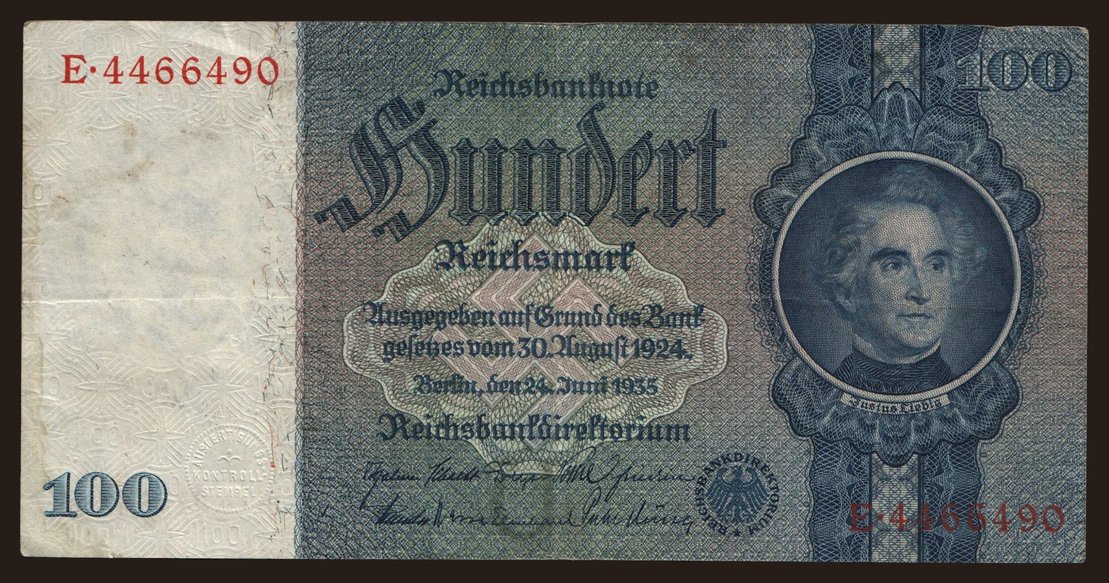 E·4466490
100
Reichsbanknote
Hundert
Reichsmark
Ausgegeben auf Grund des Bank-
gesetzes vom 30. August 1924.
Berlin, den 24. Juni 1935
Reichsbankdirektorium
Justus Liebig
KONTROLL-
STEMPEL
100
REICHSBANKDIREKTORIUM
E·4466490